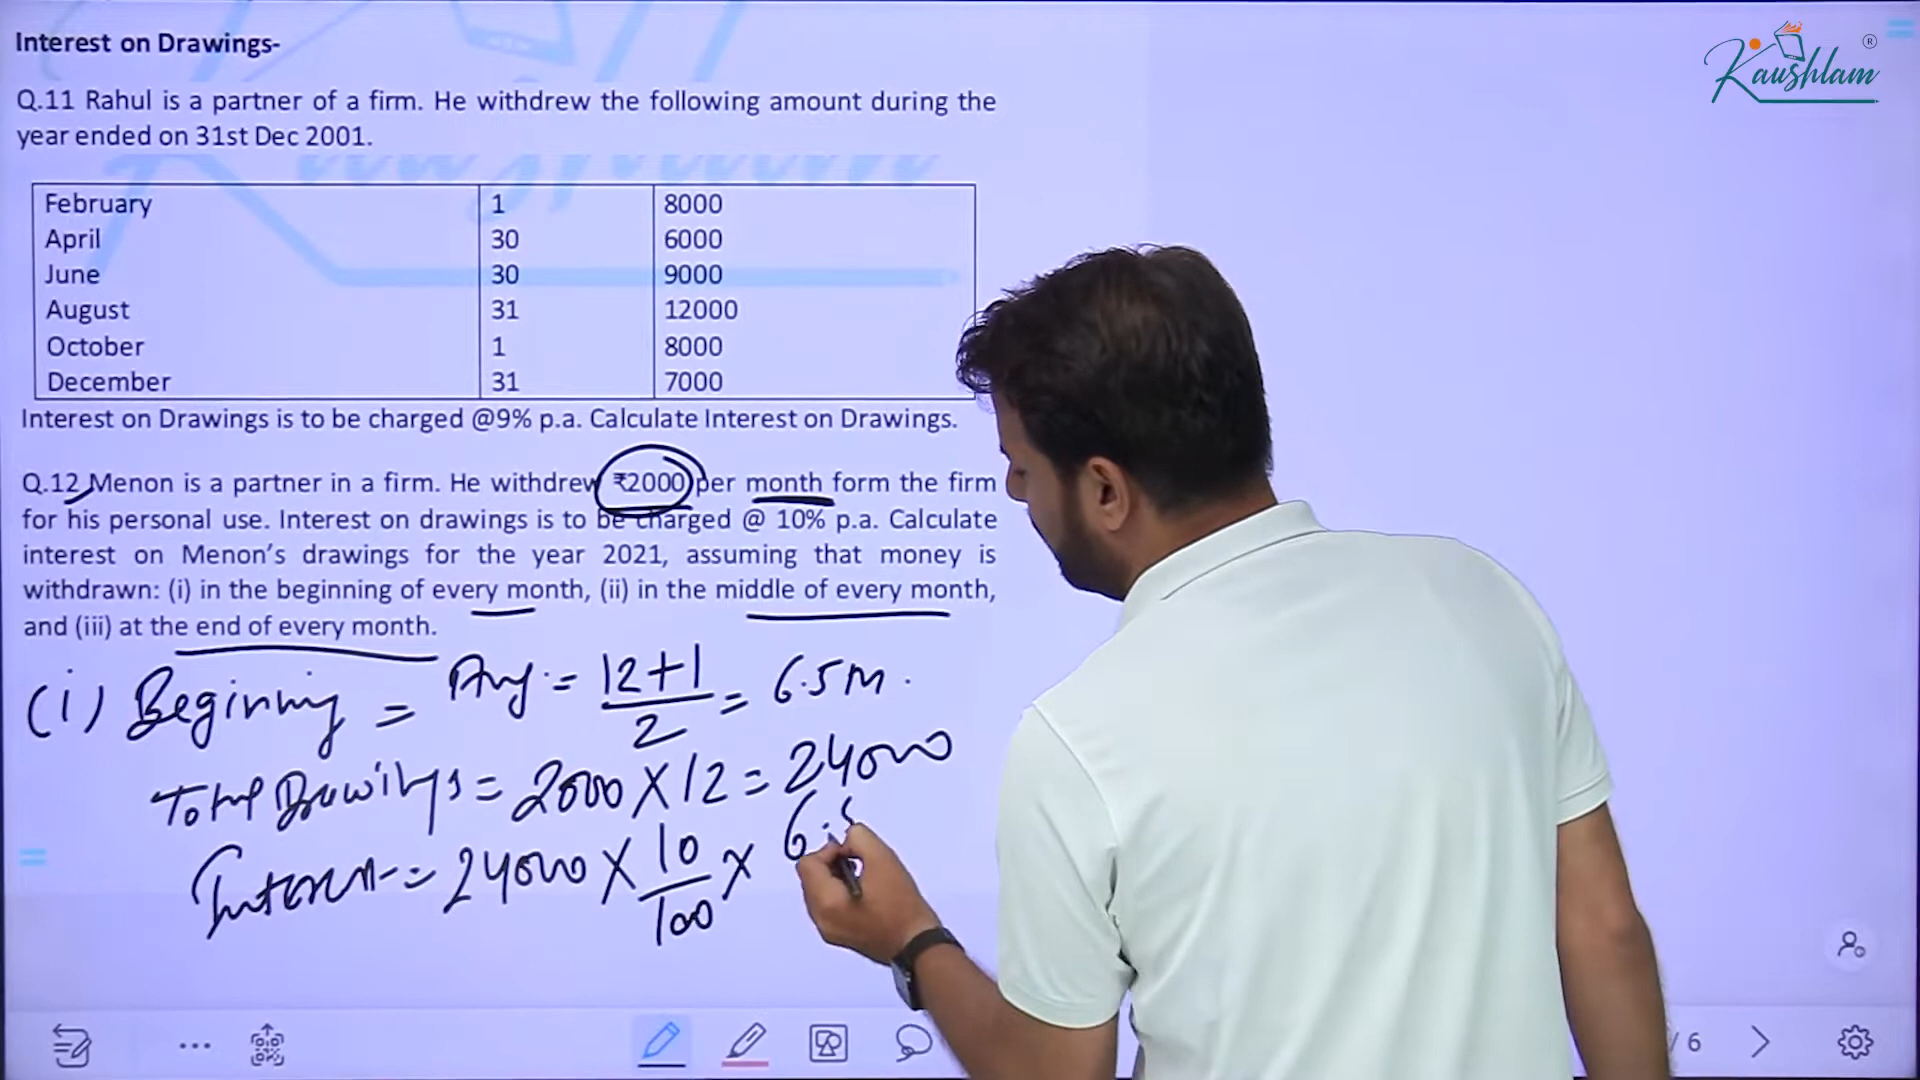 Interest on Drawings-
Kaushlam ®
Q.11 Rahul is a partner of a firm. He withdrew the following amount during the
year ended on 31st Dec 2001.
February 1 8000
April 30 6000
June 30 9000
August 31 12000
October 1 8000
December 31 7000
Interest on Drawings is to be charged @9% p.a. Calculate Interest on Drawings.
Q.12 Menon is a partner in a firm. He withdrew ₹2000 per month form the firm
for his personal use. Interest on drawings is to be charged @ 10% p.a. Calculate
interest on Menon's drawings for the year 2021, assuming that money is
withdrawn: (i) in the beginning of every month, (ii) in the middle of every month,
and (iii) at the end of every month.
(i) Beginning = Avg. = 12+1/2 = 6.5 M.
Total Drawings = 2000 X 12 = 24000
Interest = 24000 X 10/100 X 6.5
/ 6